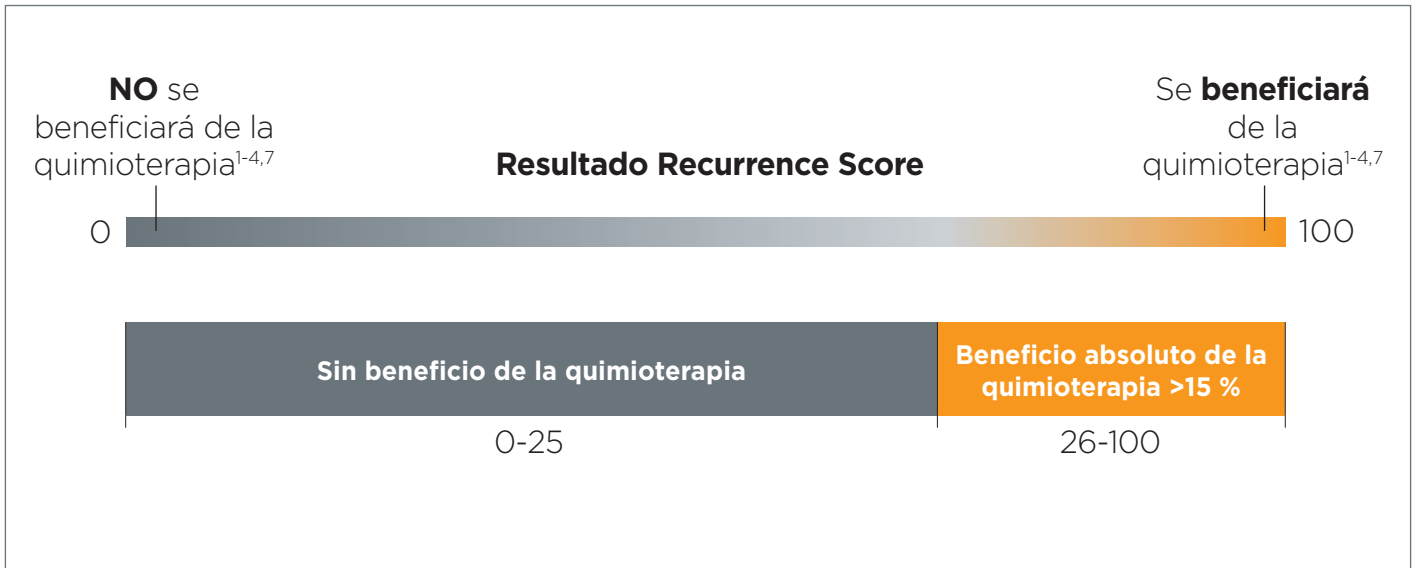 NO se
beneficiará de la
quimioterapia1-4,7
Se beneficiará
de la
quimioterapia1-4,7
Resultado Recurrence Score
0
100
Sin beneficio de la quimioterapia
Beneficio absoluto de la
quimioterapia >15 %
0-25
26-100